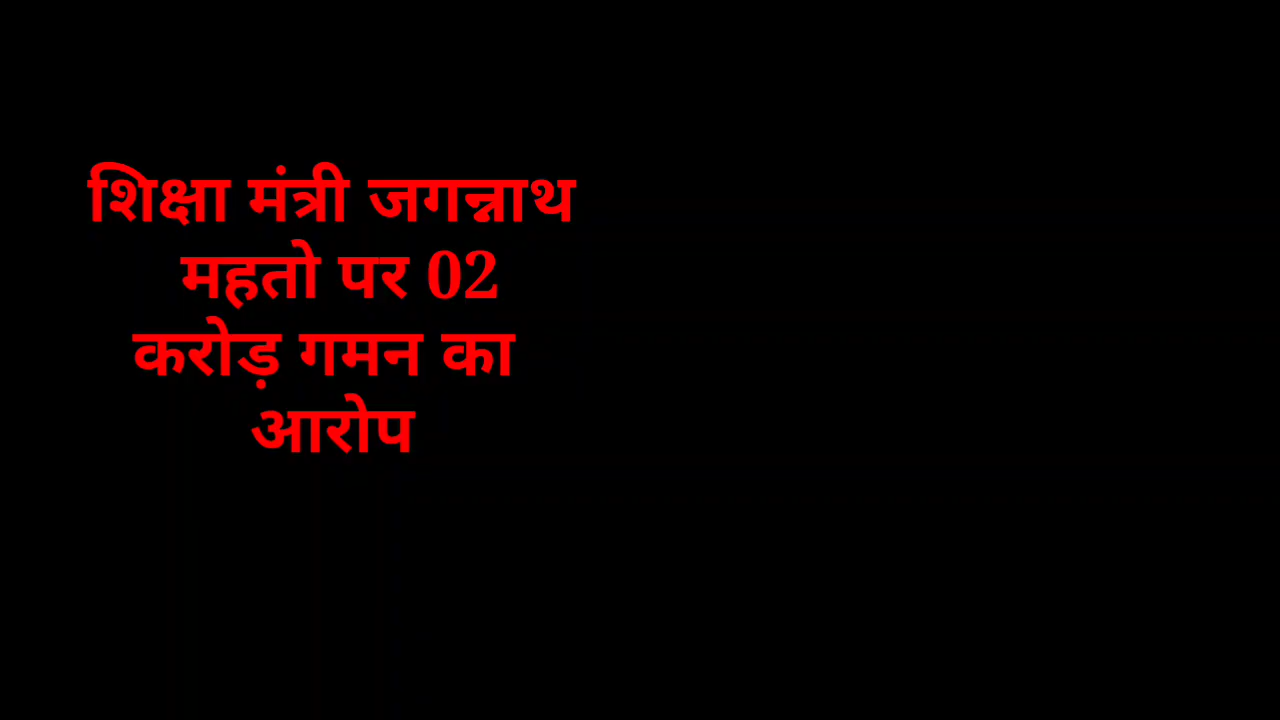 शिक्षा मंत्री जगन्नाथ
महतो पर 02
करोड़ गमन का
आरोप